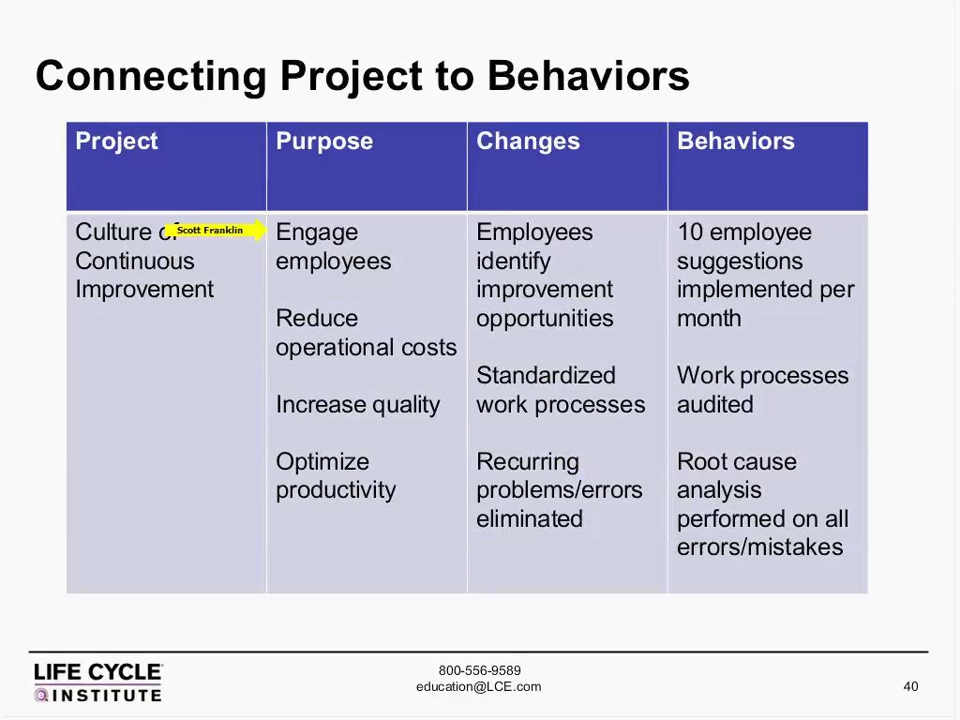 Connecting Project to Behaviors
Project
Purpose
Changes
Behaviors
Culture of
Continuous
Improvement
Scott Franklin
Engage
employees
Reduce
operational costs
Increase quality
Optimize
productivity
Employees
identify
improvement
opportunities
Standardized
work processes
Recurring
problems/errors
eliminated
10 employee
suggestions
implemented per
month
Work processes
audited
Root cause
analysis
performed on all
errors/mistakes
LIFE CYCLE
INSTITUTE
800-556-9589
education@LCE.com
40